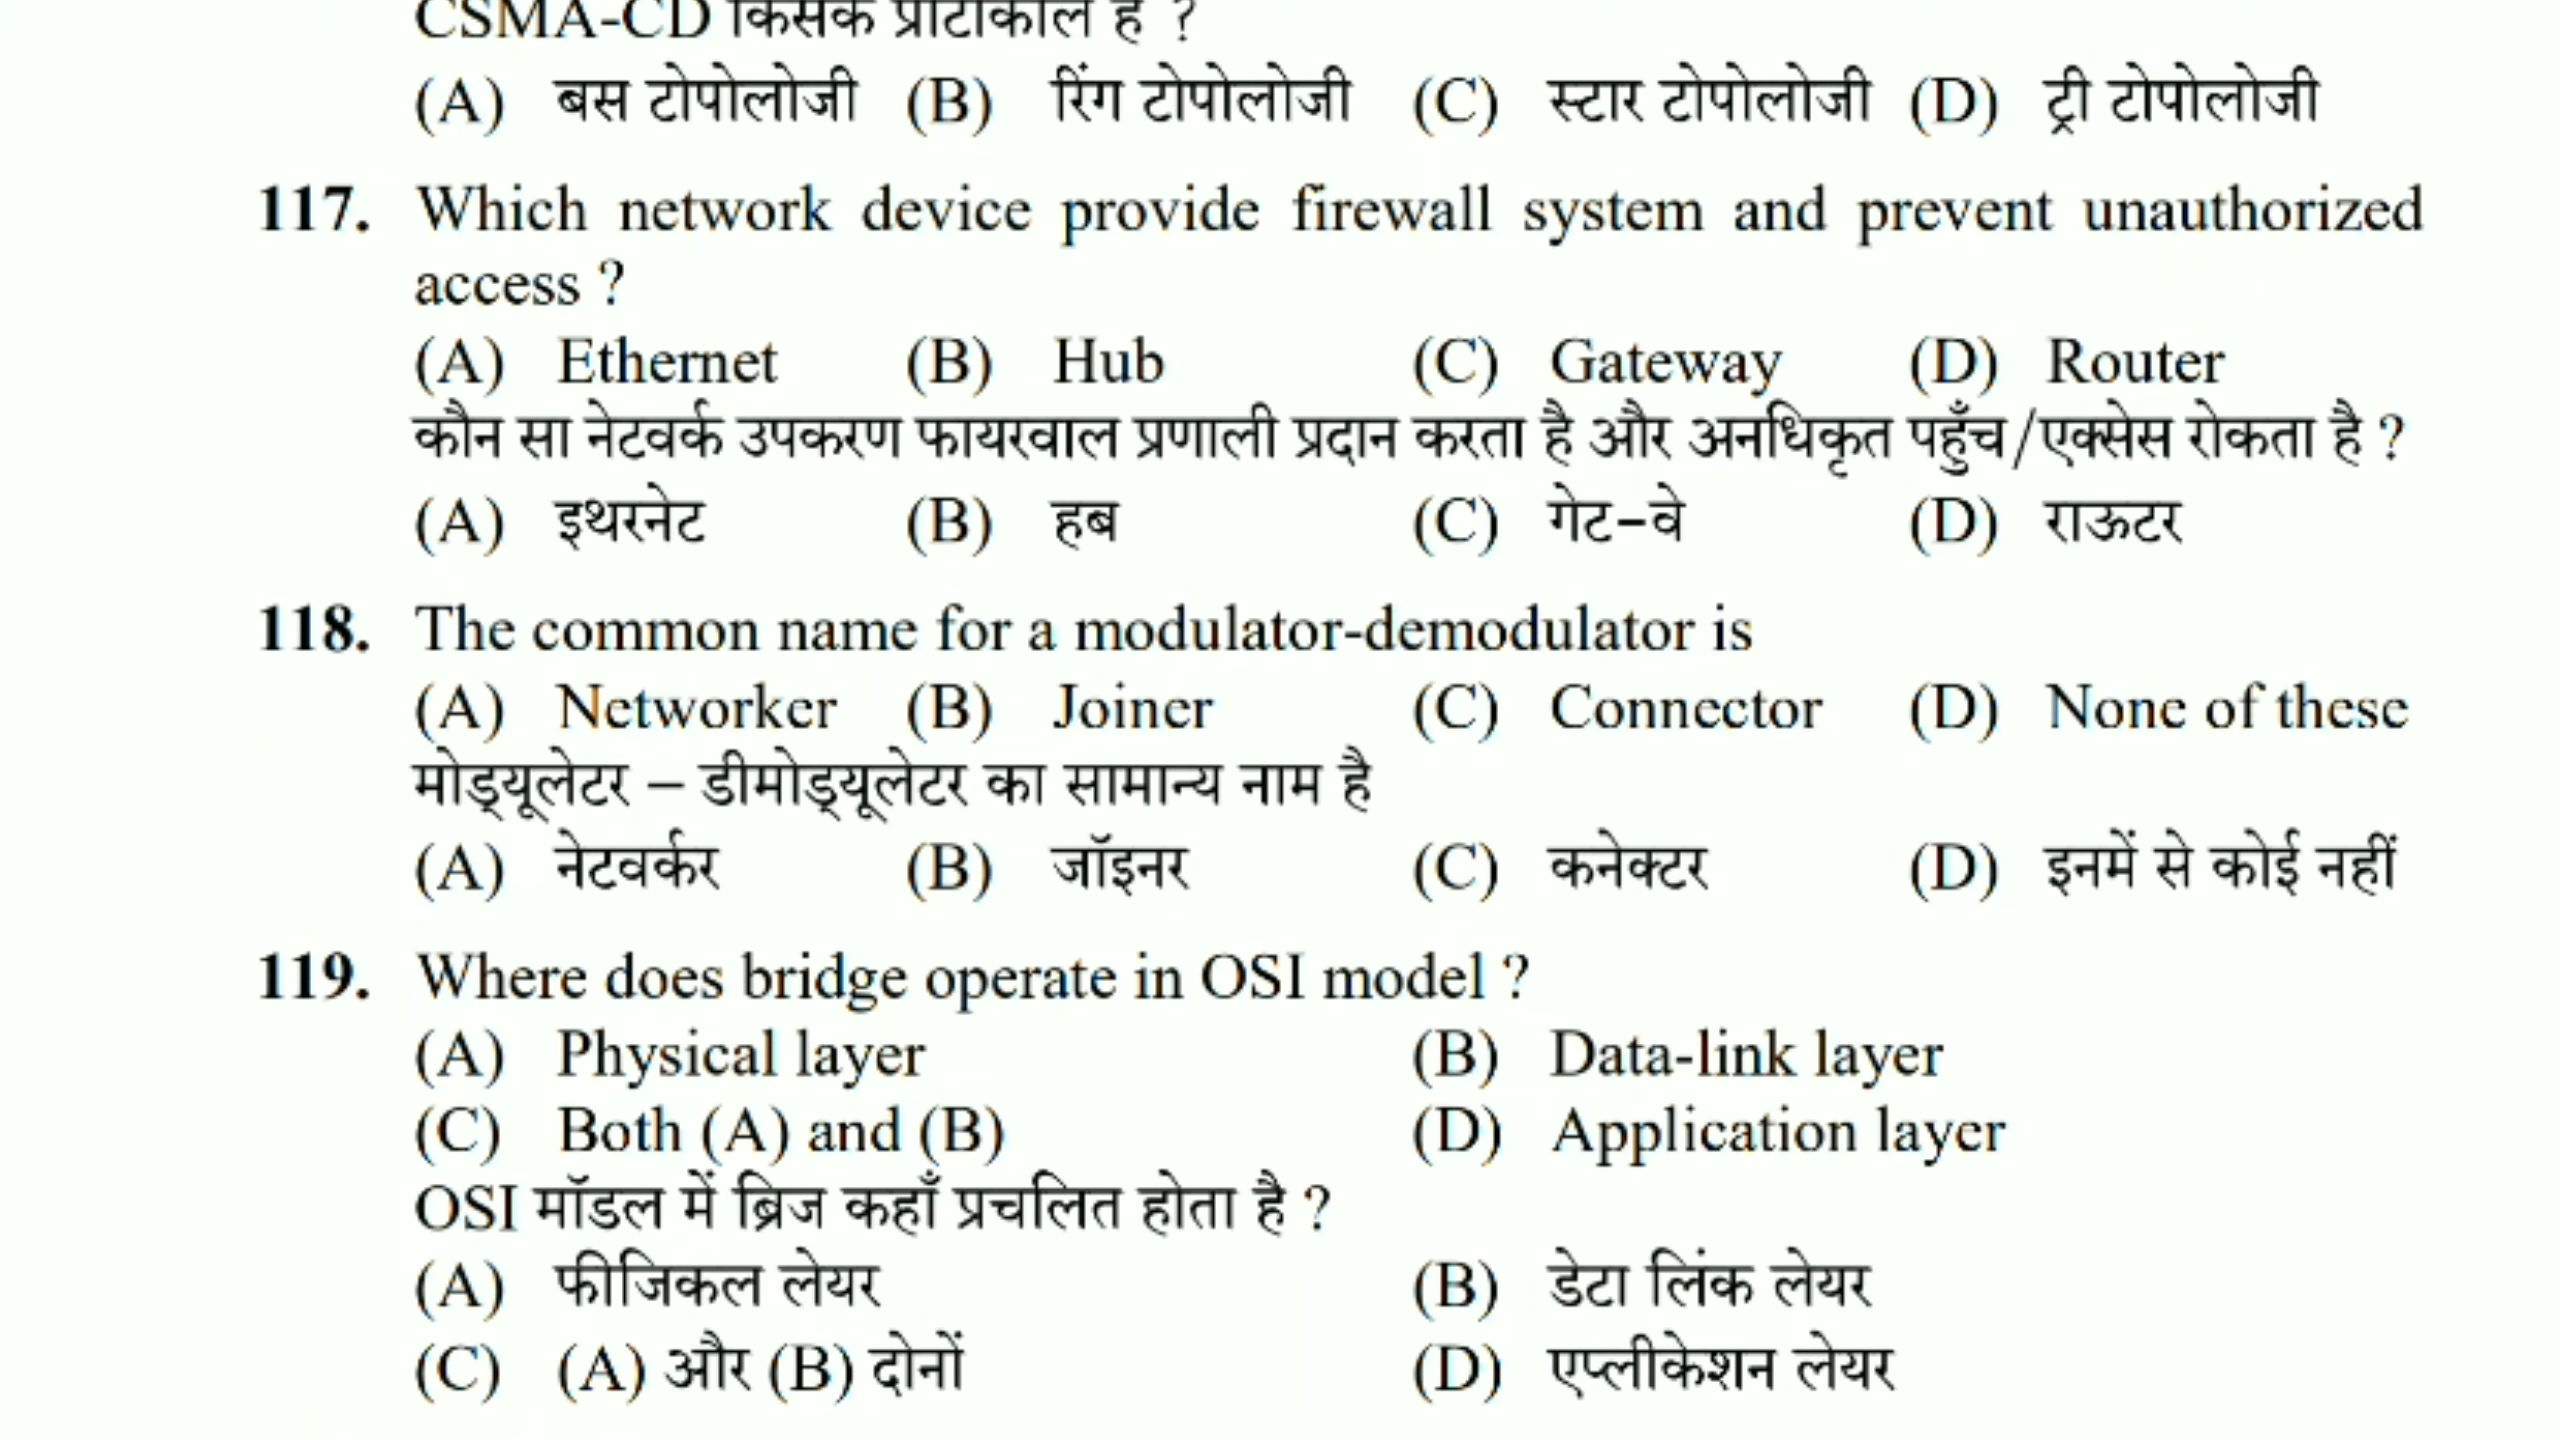 CSMA-CD किसके प्रोटोकोल हैं ?
(A) बस टोपोलोजी (B) रिंग टोपोलोजी (C) स्टार टोपोलोजी (D) ट्री टोपोलोजी
117. Which network device provide firewall system and prevent unauthorized
access ?
(A) Ethernet (B) Hub (C) Gateway (D) Router
कौन सा नेटवर्क उपकरण फायरवाल प्रणाली प्रदान करता है और अनधिकृत पहुँच/एक्सेस रोकता है ?
(A) इथरनेट (B) हब (C) गेट-वे (D) राऊटर
118. The common name for a modulator-demodulator is
(A) Networker (B) Joiner (C) Connector (D) None of these
मोड्यूलेटर – डीमोड्यूलेटर का सामान्य नाम है
(A) नेटवर्कर (B) जॉइनर (C) कनेक्टर (D) इनमें से कोई नहीं
119. Where does bridge operate in OSI model ?
(A) Physical layer (B) Data-link layer
(C) Both (A) and (B) (D) Application layer
OSI मॉडल में ब्रिज कहाँ प्रचलित होता है ?
(A) फीजिकल लेयर (B) डेटा लिंक लेयर
(C) (A) और (B) दोनों (D) एप्लीकेशन लेयर